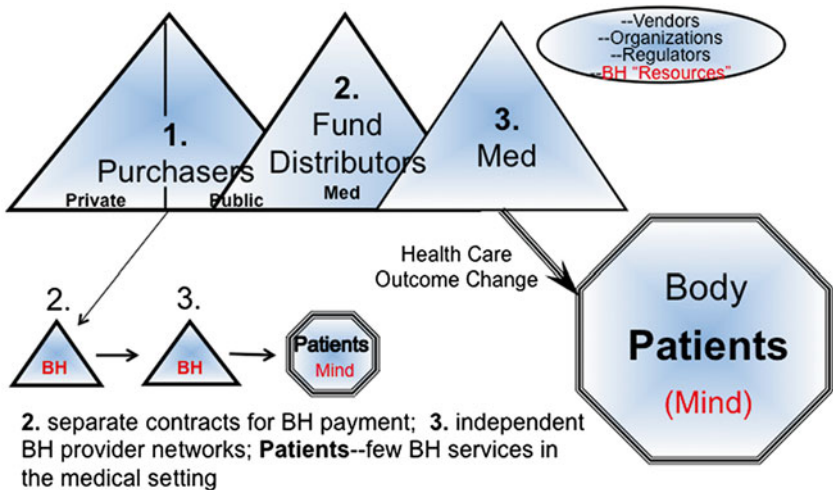 --Vendors
--Organizations
--Regulators
--BH "Resources"
1.
Purchasers
Private
Public
2.
Fund
Distributors
Med
3.
Med
Health Care
Outcome Change
Body
Patients
(Mind)
2.
BH
3.
BH
Patients
Mind
2. separate contracts for BH payment; 3. independent
BH provider networks; Patients--few BH services in
the medical setting